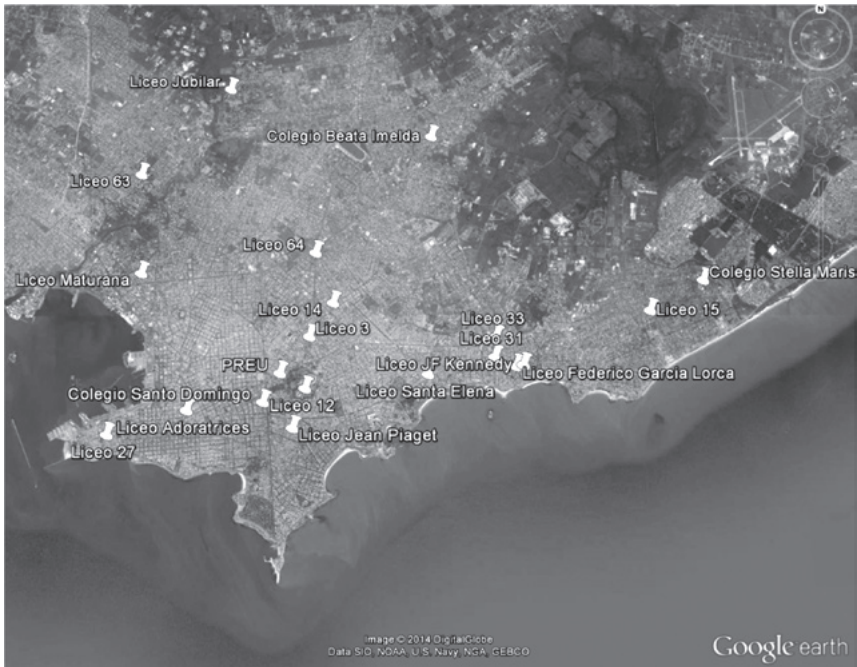 N
Liceo Jubilar
Colegio Beata Imelda
Liceo 63
Liceo 64
Liceo Maturana
Colegio Stella Maris
Liceo 14
Liceo 15
Liceo 3
Liceo 33
Liceo 31
PREU
Liceo JF Kennedy
Liceo Federico Garcia Lorca
Colegio Santo Domingo
Liceo Santa Elena
Liceo 12
Liceo Adoratrices
Liceo Jean Piaget
Liceo 27
Image © 2014 DigitalGlobe
Data SIO, NOAA, U.S. Navy, NGA, GEBCO
Google earth